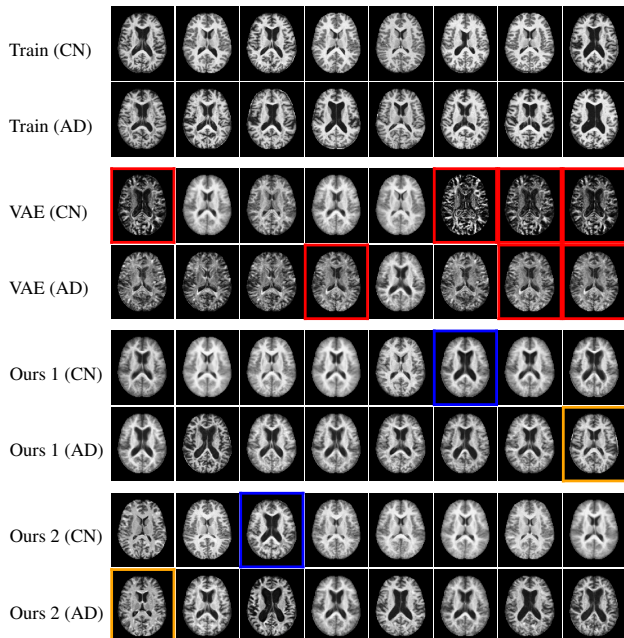 Train (CN)
Train (AD)
VAE (CN)
VAE (AD)
Ours 1 (CN)
Ours 1 (AD)
Ours 2 (CN)
Ours 2 (AD)